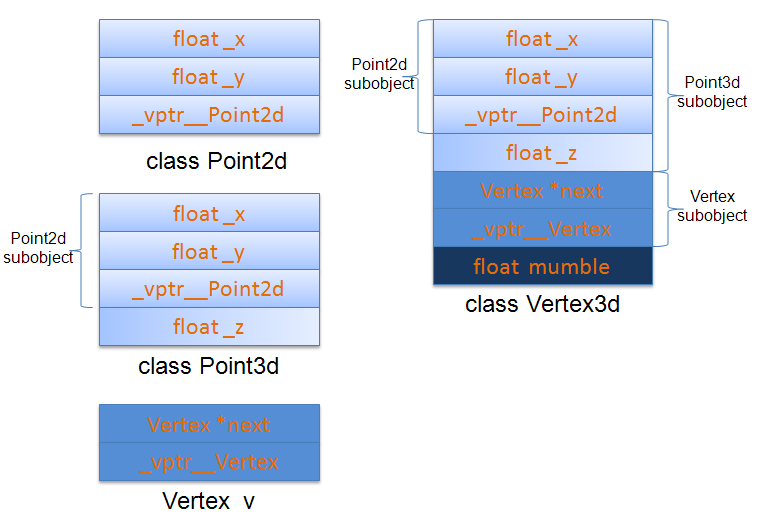 float _x
float _y
_vptr__Point2d
class Point2d
Point2d
subobject
float _x
float _y
_vptr__Point2d
float _z
class Point3d
Vertex *next
_vptr__Vertex
Vertex v
Point2d
subobject
float _x
float _y
_vptr__Point2d
float _z
Vertex *next
_vptr__Vertex
float mumble
class Vertex3d
Point3d
subobject
Vertex
subobject